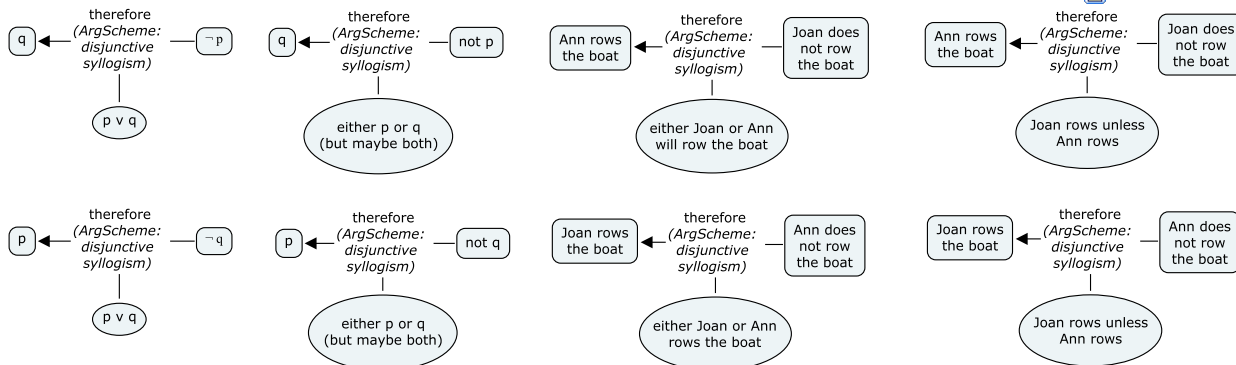 q
therefore
(ArgScheme:
disjunctive
syllogism)
¬ p
p v q
q
therefore
(ArgScheme:
disjunctive
syllogism)
not p
either p or q
(but maybe both)
Ann rows
the boat
therefore
(ArgScheme:
disjunctive
syllogism)
Joan does
not row
the boat
either Joan or Ann
will row the boat
Ann rows
the boat
therefore
(ArgScheme:
disjunctive
syllogism)
Joan does
not row
the boat
Joan rows unless
Ann rows
p
therefore
(ArgScheme:
disjunctive
syllogism)
¬ q
p v q
p
therefore
(ArgScheme:
disjunctive
syllogism)
not q
either p or q
(but maybe both)
Joan rows
the boat
therefore
(ArgScheme:
disjunctive
syllogism)
Ann does
not row
the boat
either Joan or Ann
rows the boat
Joan rows
the boat
therefore
(ArgScheme:
disjunctive
syllogism)
Ann does
not row
the boat
Joan rows unless
Ann rows